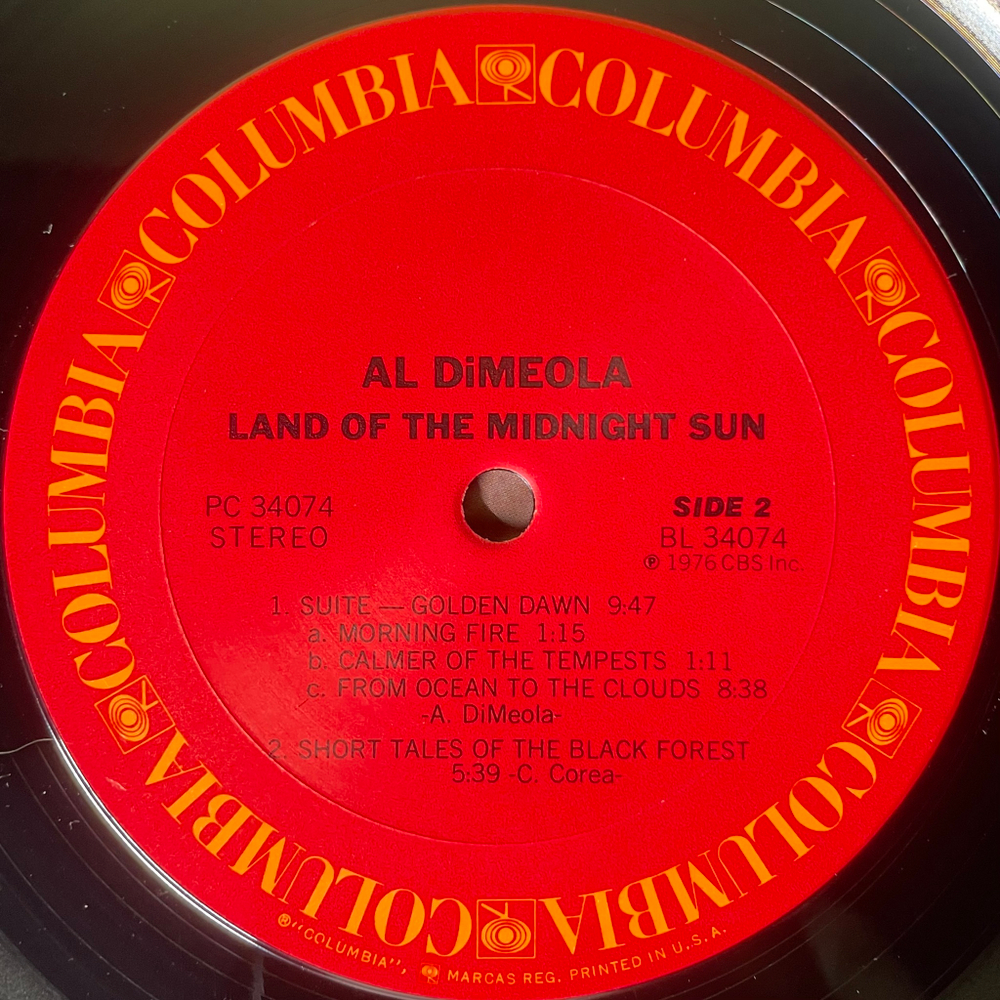 COLUMBIA COLUMBIA COLUMBIA COLUMBIA COLUMBIA COLUMBIA
AL DiMEOLA
LAND OF THE MIDNIGHT SUN
PC 34074
STEREO
SIDE 2
BL 34074
℗ 1976 CBS Inc.
1. SUITE — GOLDEN DAWN 9:47
a. MORNING FIRE 1:15
b. CALMER OF THE TEMPESTS 1:11
c. FROM OCEAN TO THE CLOUDS 8:38
-A. DiMeola-
2. SHORT TALES OF THE BLACK FOREST
5:39 -C. Corea-
®"COLUMBIA", MARCAS REG. PRINTED IN U.S.A.